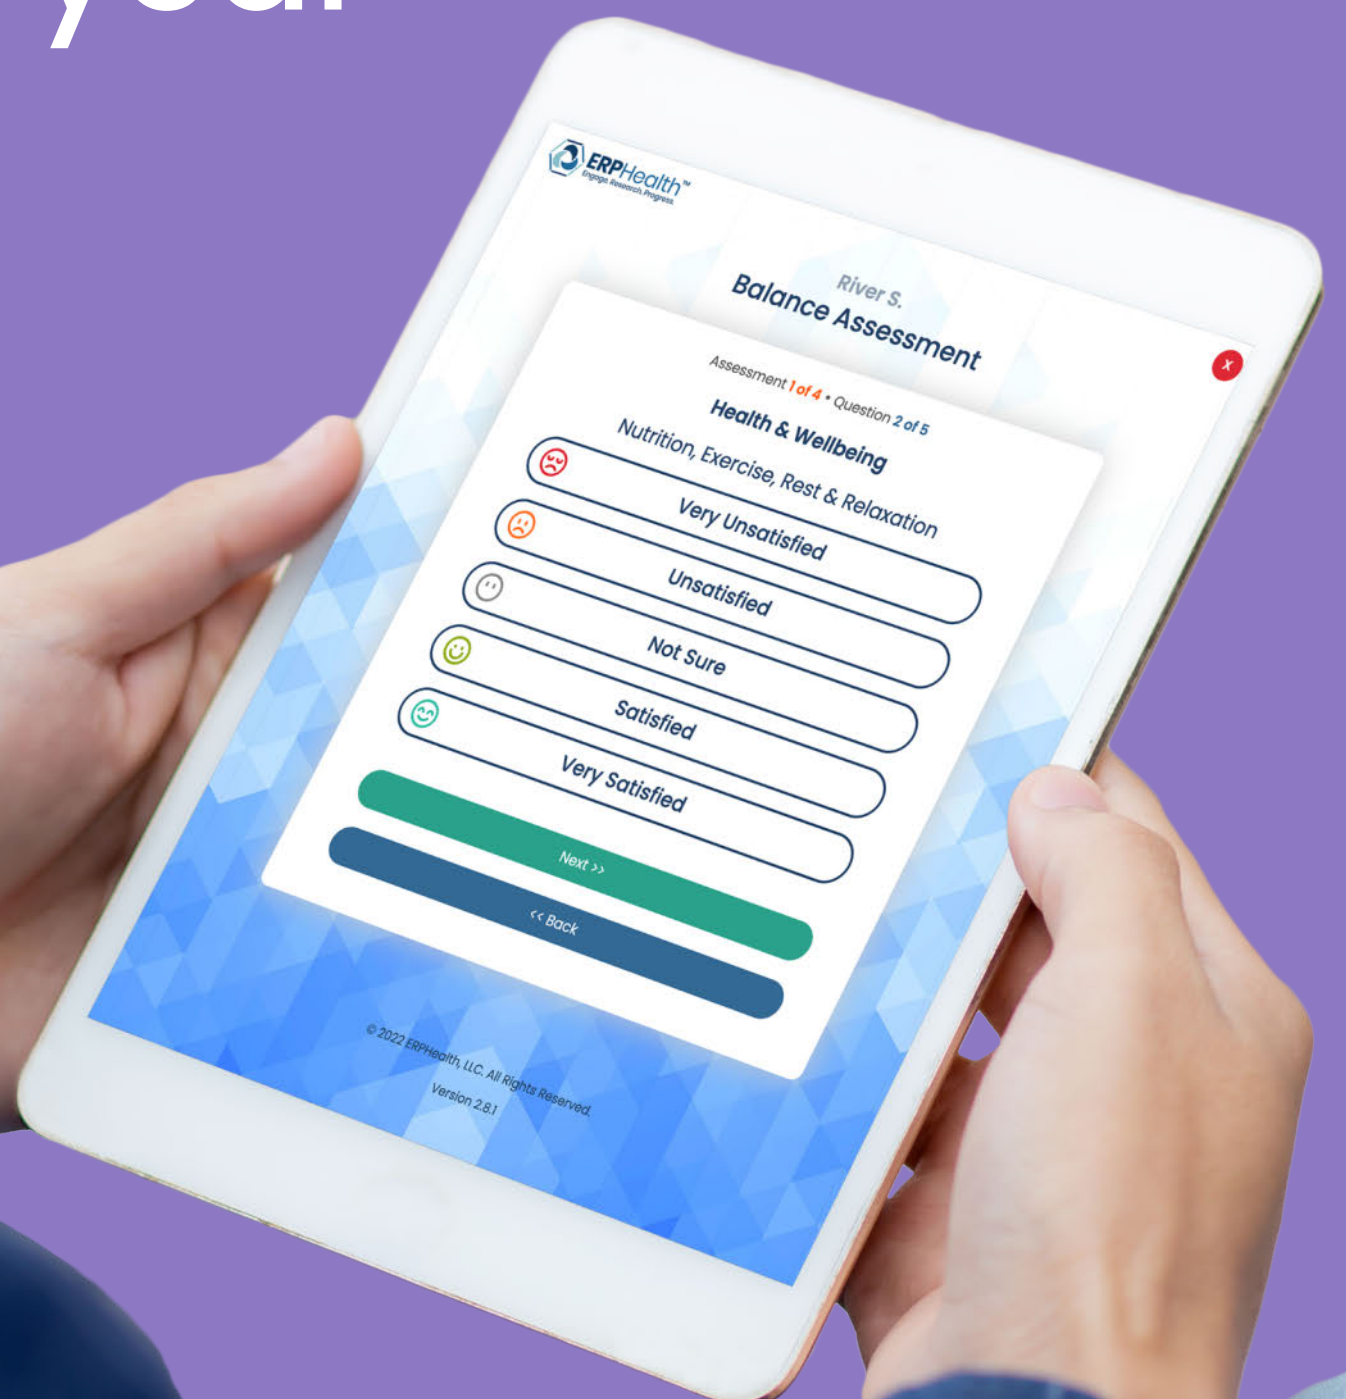 your
ERPHealth™
Engage. Research. Progress.
River S.
Balance Assessment
X
Assessment 1 of 4 • Question 2 of 5
Health & Wellbeing
Nutrition, Exercise, Rest & Relaxation
Very Unsatisfied
Unsatisfied
Not Sure
Satisfied
Very Satisfied
Next >>
<< Back
© 2022 ERPHealth, LLC. All Rights Reserved.
Version 2.8.1